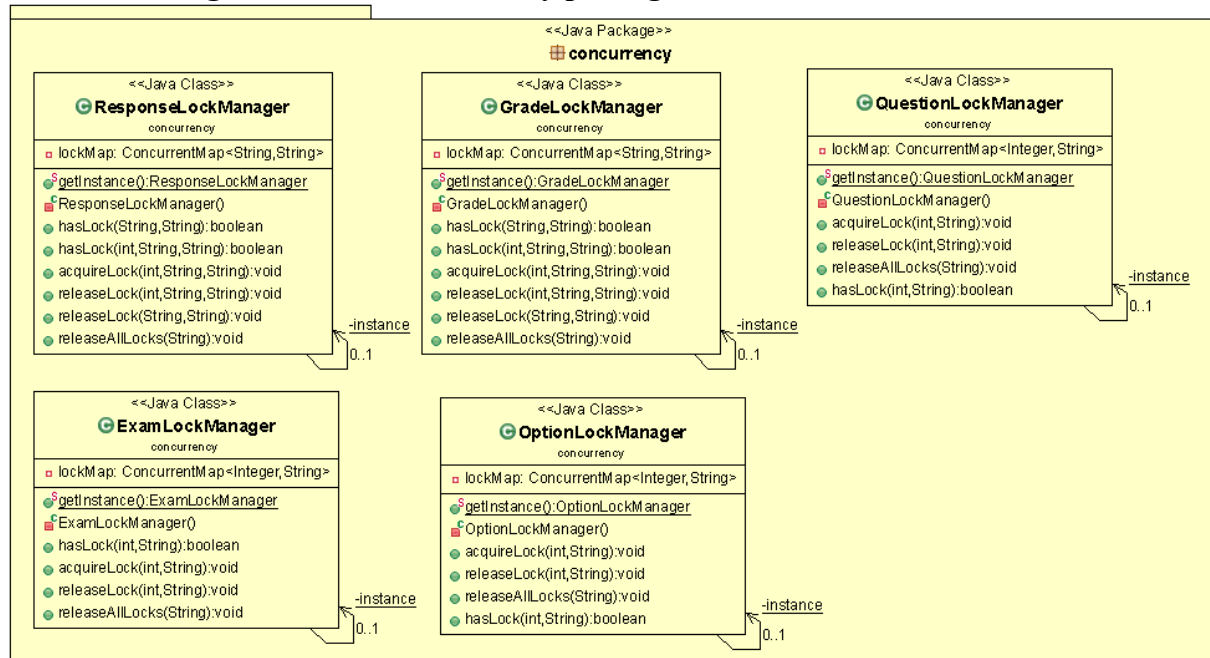 <<Java Package>>
concurrency
<<Java Class>>
ResponseLockManager
concurrency
lockMap: ConcurrentMap<String,String>
getInstance():ResponseLockManager
ResponseLockManager()
hasLock(String,String):boolean
hasLock(int,String,String):boolean
acquireLock(int,String,String):void
releaseLock(int,String,String):void
releaseLock(String,String):void
releaseAllLocks(String):void
-instance
0..1
<<Java Class>>
GradeLockManager
concurrency
lockMap: ConcurrentMap<String,String>
getInstance():GradeLockManager
GradeLockManager()
hasLock(String,String):boolean
hasLock(int,String,String):boolean
acquireLock(int,String,String):void
releaseLock(int,String,String):void
releaseLock(String,String):void
releaseAllLocks(String):void
-instance
0..1
<<Java Class>>
QuestionLockManager
concurrency
lockMap: ConcurrentMap<Integer,String>
getInstance():QuestionLockManager
QuestionLockManager()
acquireLock(int,String):void
releaseLock(int,String):void
releaseAllLocks(String):void
hasLock(int,String):boolean
-instance
0..1
<<Java Class>>
ExamLockManager
concurrency
lockMap: ConcurrentMap<Integer,String>
getInstance():ExamLockManager
ExamLockManager()
hasLock(int,String):boolean
acquireLock(int,String):void
releaseLock(int,String):void
releaseAllLocks(String):void
-instance
0..1
<<Java Class>>
OptionLockManager
concurrency
lockMap: ConcurrentMap<Integer,String>
getInstance():OptionLockManager
OptionLockManager()
acquireLock(int,String):void
releaseLock(int,String):void
releaseAllLocks(String):void
hasLock(int,String):boolean
-instance
0..1